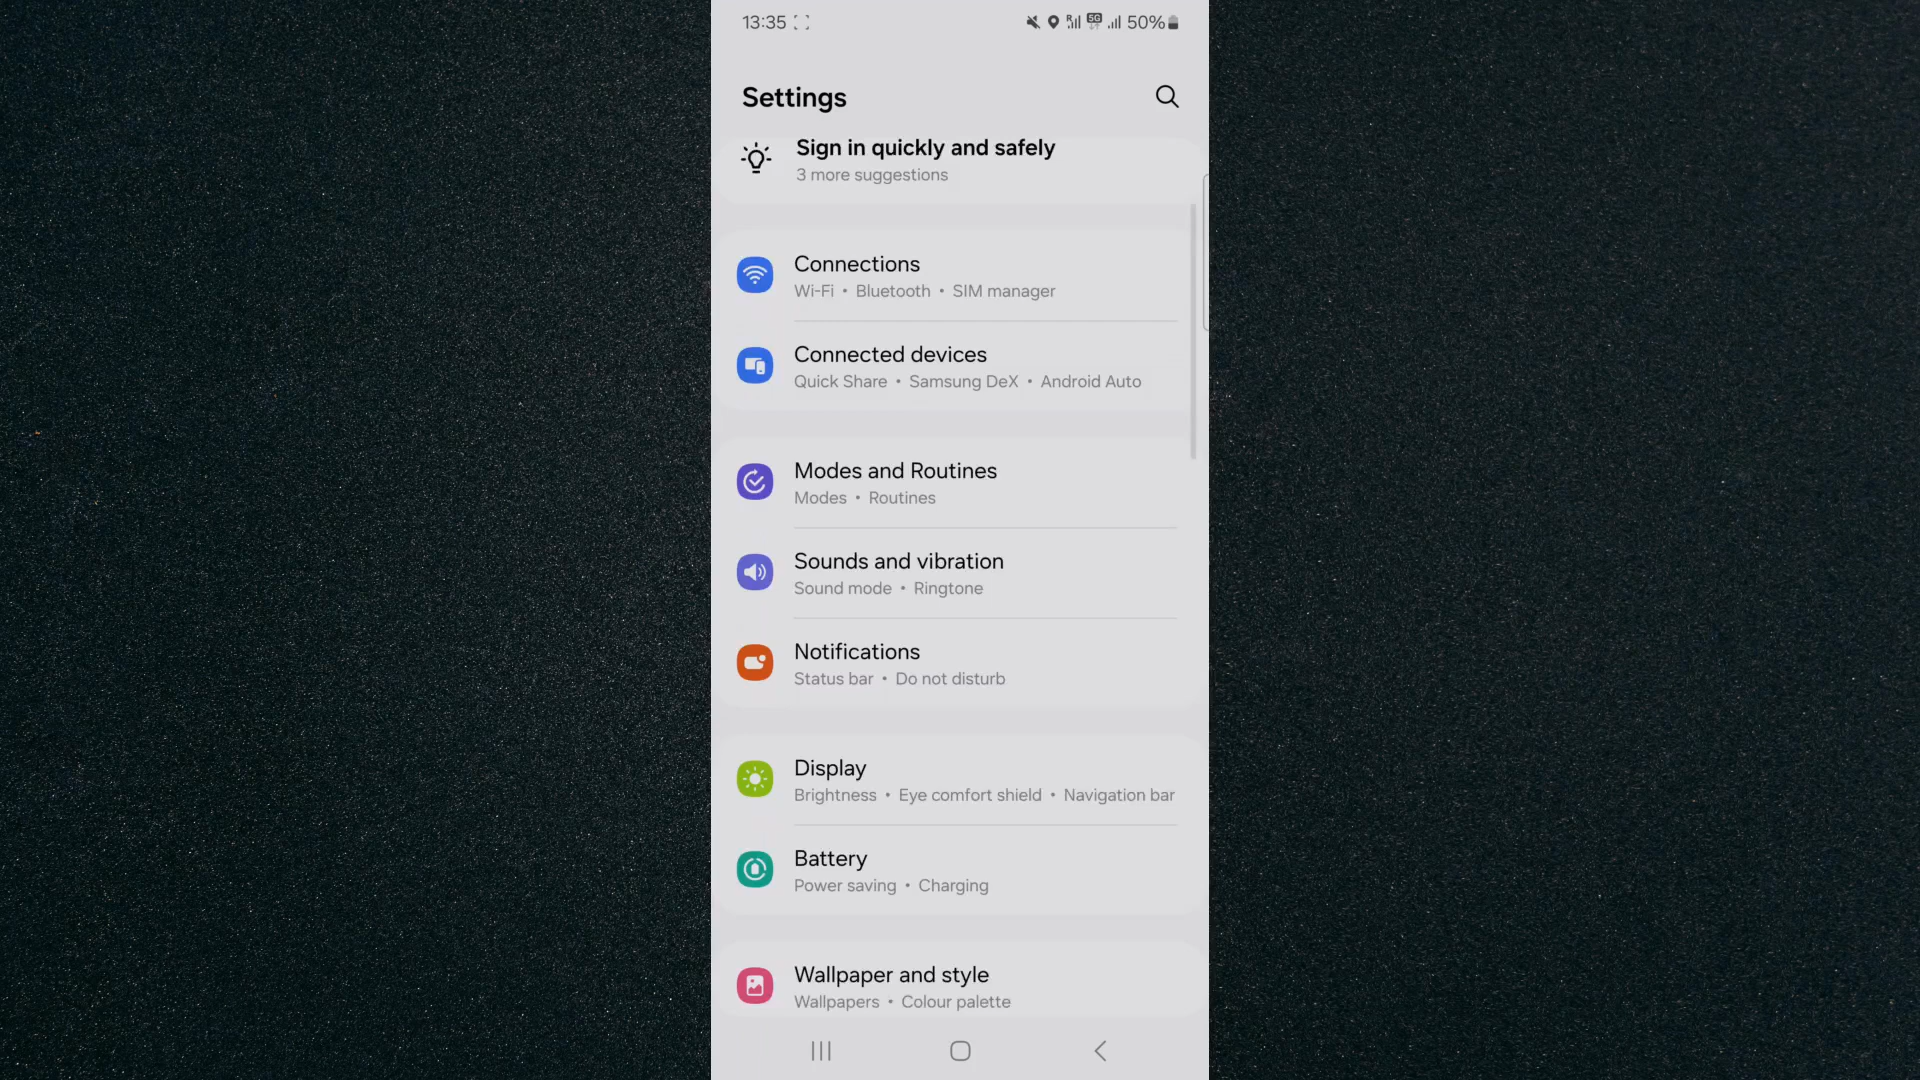 13:35 5G 50%
Settings
Sign in quickly and safely
3 more suggestions
Connections
Wi-Fi • Bluetooth • SIM manager
Connected devices
Quick Share • Samsung DeX • Android Auto
Modes and Routines
Modes • Routines
Sounds and vibration
Sound mode • Ringtone
Notifications
Status bar • Do not disturb
Display
Brightness • Eye comfort shield • Navigation bar
Battery
Power saving • Charging
Wallpaper and style
Wallpapers • Colour palette